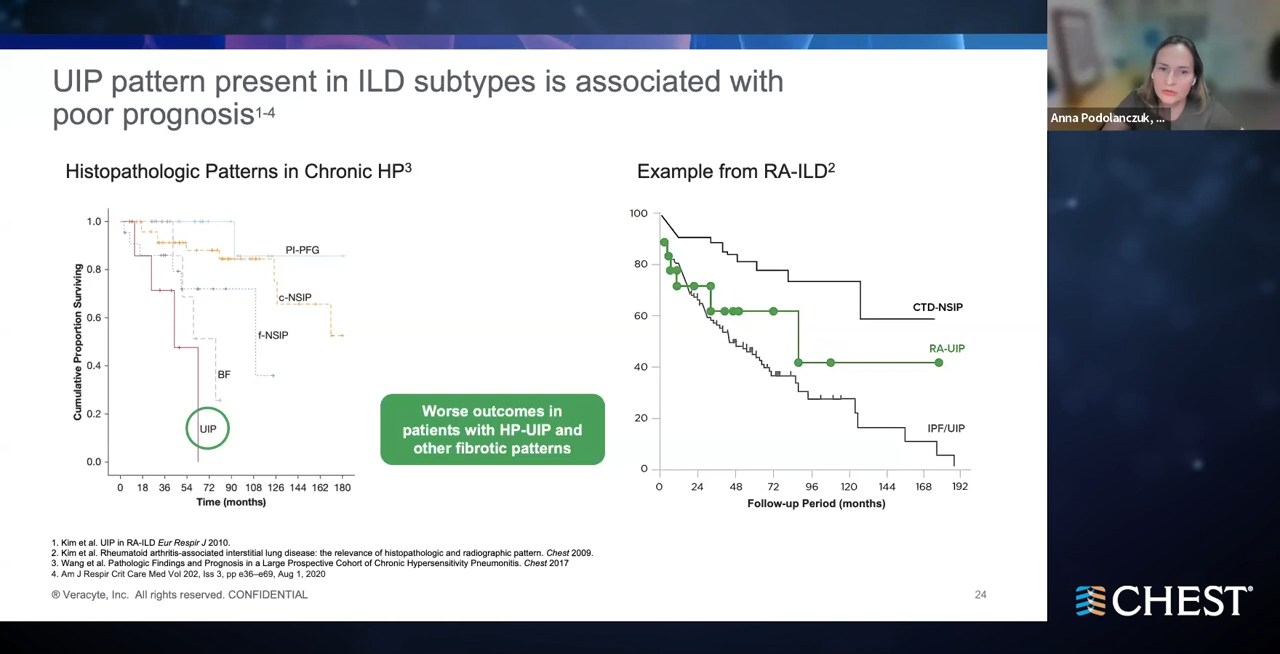 UIP pattern present in ILD subtypes is associated with
poor prognosis1-4
Anna Podolanczuk, ...
Histopathologic Patterns in Chronic HP3
Cumulative Proportion Surviving
1.0
0.8
0.6
0.4
0.2
0.0
PI-PFG
c-NSIP
f-NSIP
BF
UIP
0 18 36 54 72 90 108 126 144 162 180
Time (months)
Worse outcomes in
patients with HP-UIP and
other fibrotic patterns
Example from RA-ILD2
100
80
60
40
20
0
CTD-NSIP
RA-UIP
IPF/UIP
0 24 48 72 96 120 144 168 192
Follow-up Period (months)
1. Kim et al. UIP in RA-ILD Eur Respir J 2010.
2. Kim et al. Rheumatoid arthritis-associated interstitial lung disease: the relevance of histopathologic and radiographic pattern. Chest 2009.
3. Wang et al. Pathologic Findings and Prognosis in a Large Prospective Cohort of Chronic Hypersensitivity Pneumonitis. Chest 2017
4. Am J Respir Crit Care Med Vol 202, Iss 3, pp e36–e69, Aug 1, 2020
® Veracyte, Inc. All rights reserved. CONFIDENTIAL
24
CHEST®